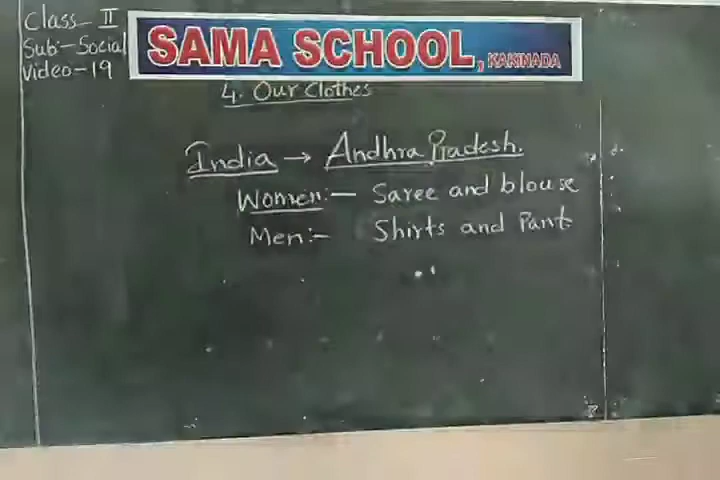 Class- II
Sub:- Social
Video-19
SAMA SCHOOL, KAKINADA
4. Our Clothes
India → Andhra Pradesh.
Women:- Saree and blouse
Men:- Shirts and Pant